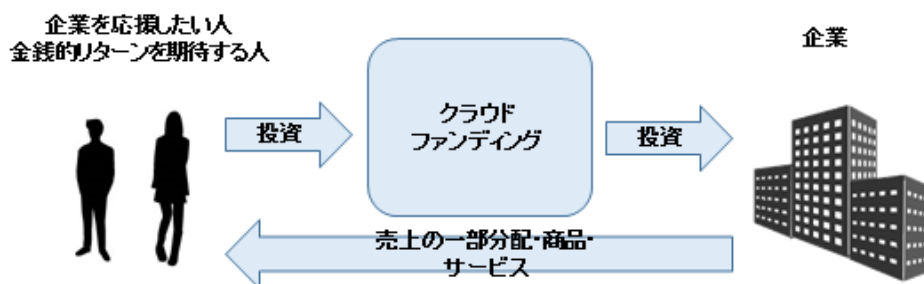 企業を応援したい人
金銭的リターンを期待する人
企業
投資
クラウド
ファンディング
投資
売上の一部分配・商品・
サービス